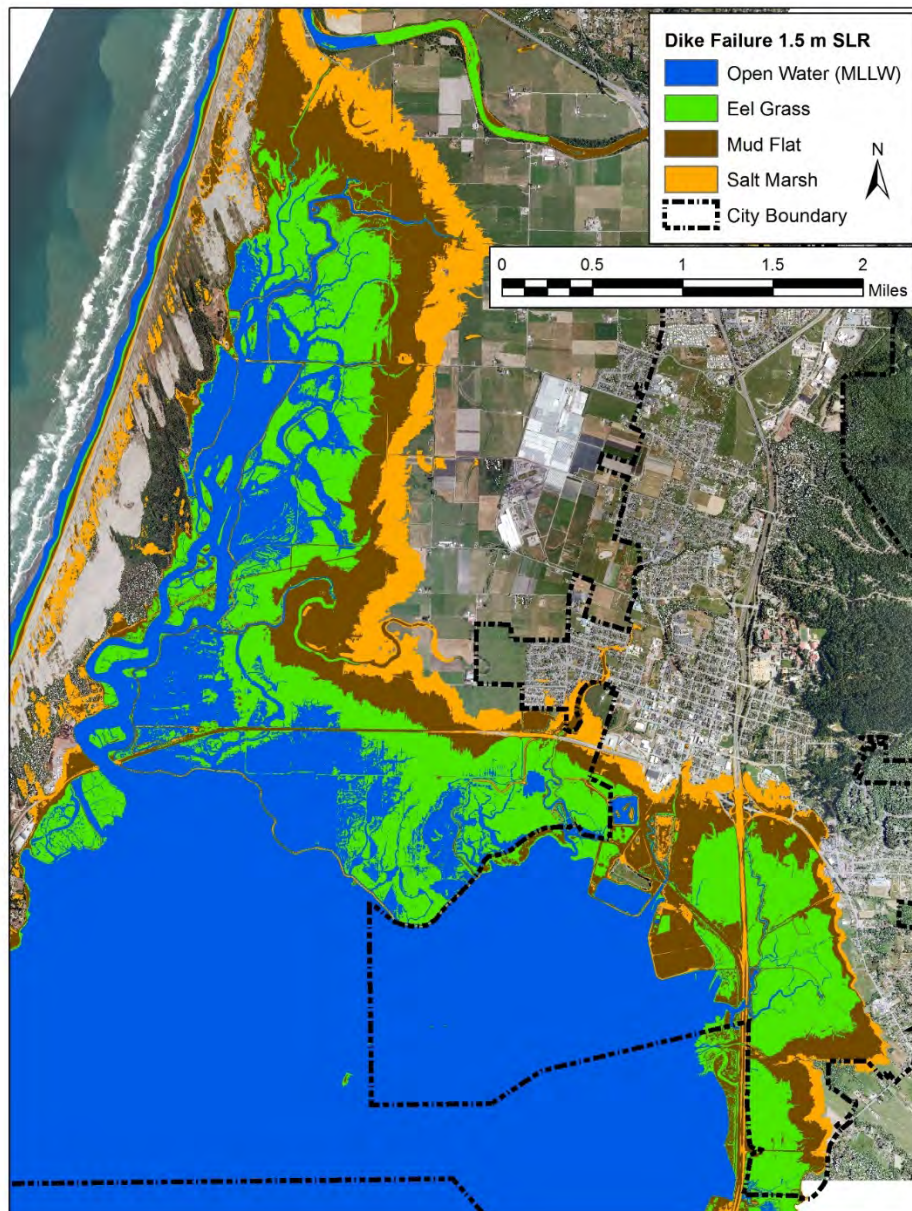 Dike Failure 1.5 m SLR
Open Water (MLLW)
Eel Grass
Mud Flat
Salt Marsh
City Boundary
N
0 0.5 1 1.5 2
Miles